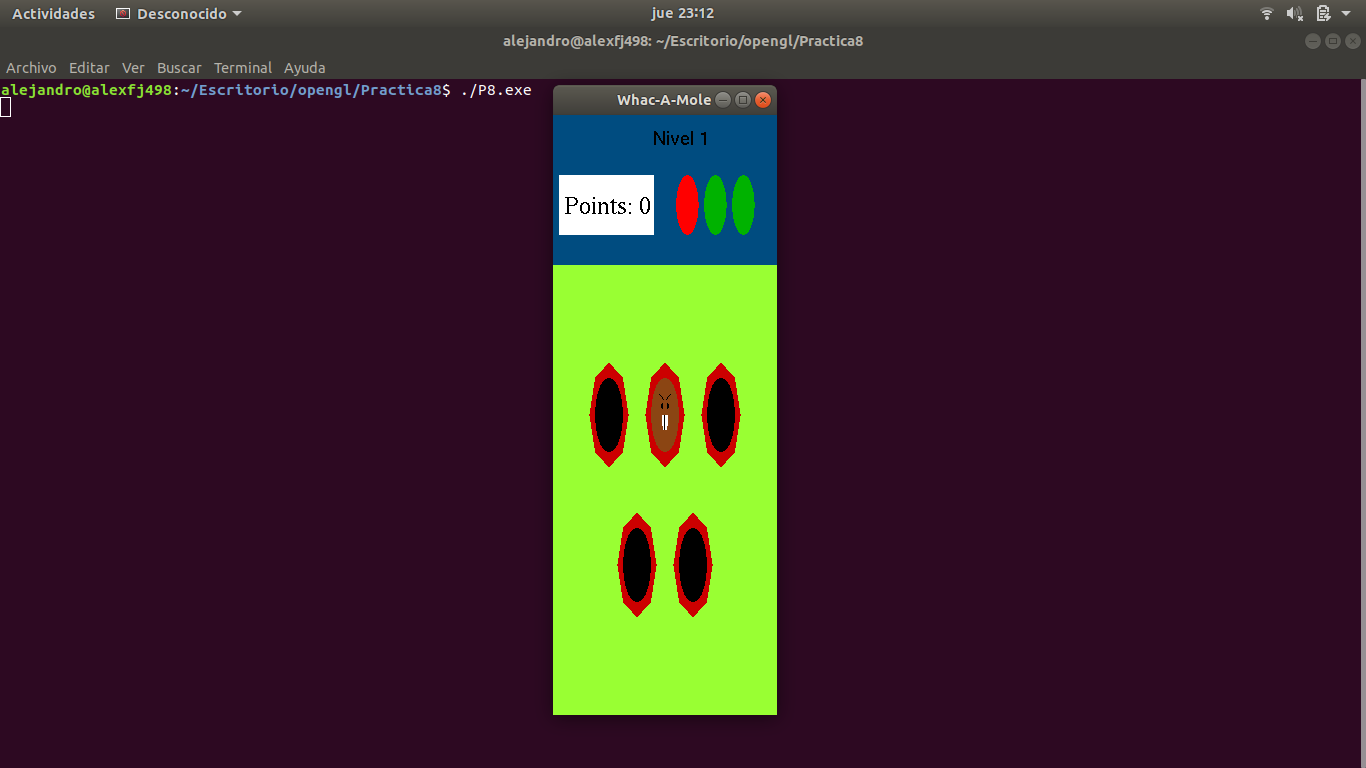 Actividades Desconocido jue 23:12
alejandro@alexfj498: ~/Escritorio/opengl/Practica8
Archivo Editar Ver Buscar Terminal Ayuda
alejandro@alexfj498:~/Escritorio/opengl/Practica8$ ./P8.exe
Whac-A-Mole
Nivel 1
Points: 0